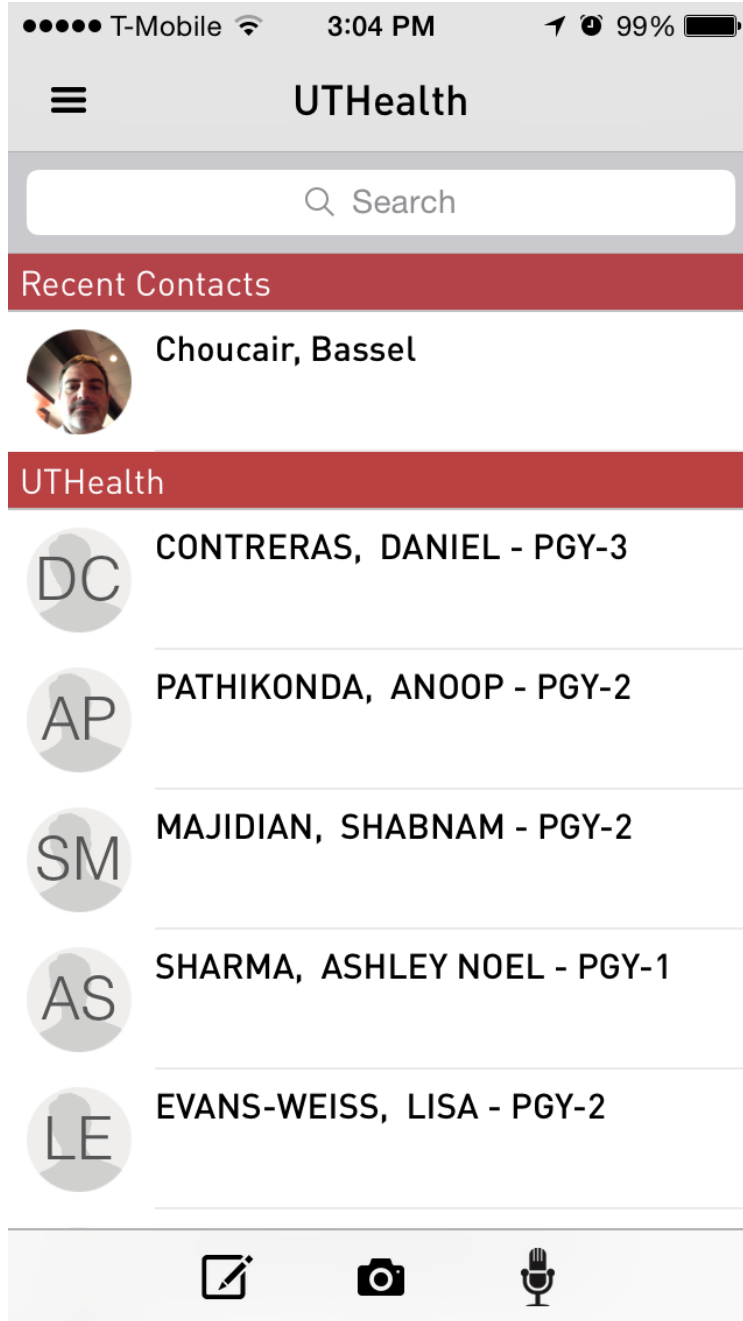 T-Mobile 3:04 PM 99%
UTHealth
Search
Recent Contacts
Choucair, Bassel
UTHealth
DC CONTRERAS, DANIEL - PGY-3
AP PATHIKONDA, ANOOP - PGY-2
SM MAJIDIAN, SHABNAM - PGY-2
AS SHARMA, ASHLEY NOEL - PGY-1
LE EVANS-WEISS, LISA - PGY-2